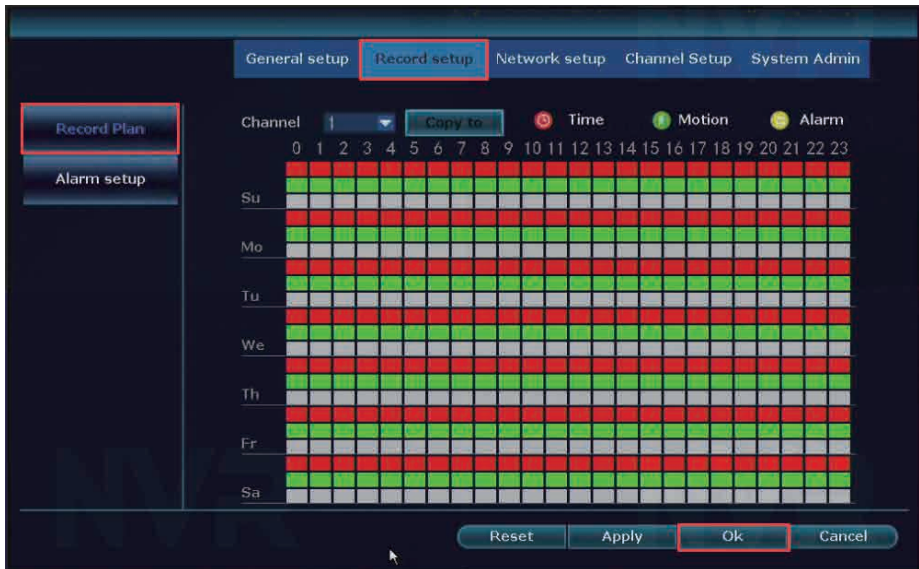 General setup Record setup Network setup Channel Setup System Admin
Record Plan
Alarm setup
Channel 1 Copy to Time Motion Alarm
0 1 2 3 4 5 6 7 8 9 10 11 12 13 14 15 16 17 18 19 20 21 22 23
Su
Mo
Tu
We
Th
Fr
Sa
NVR
Reset Apply Ok Cancel